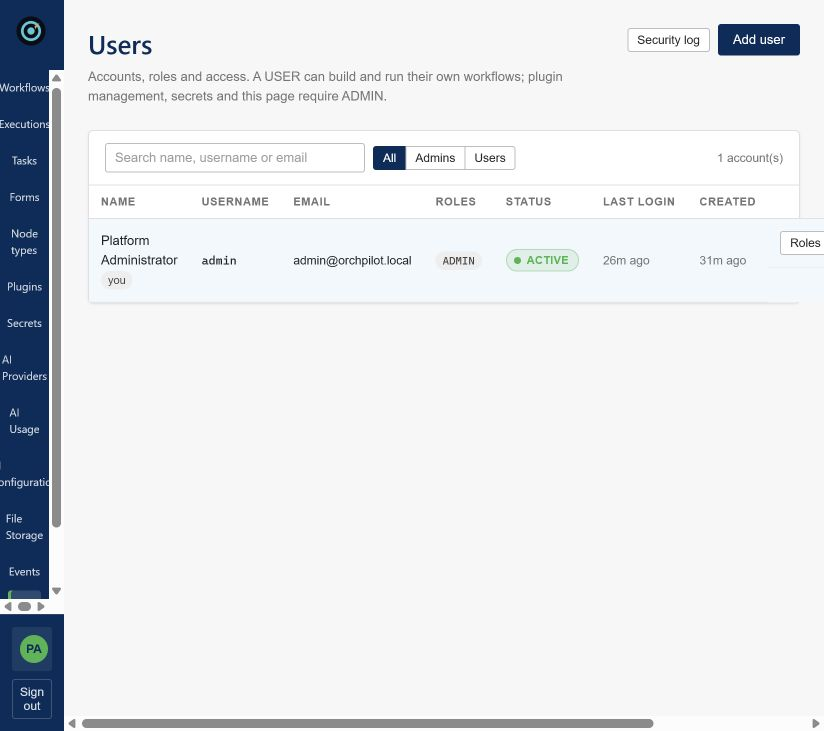 Workflows
Executions
Tasks
Forms
Node
types
Plugins
Secrets
AI
Providers
AI
Usage
File
Storage
Events
PA
Sign
out
Users
Security log
Add user
Accounts, roles and access. A USER can build and run their own workflows; plugin
management, secrets and this page require ADMIN.
Search name, username or email
All
Admins
Users
1 account(s)
NAME USERNAME EMAIL ROLES STATUS LAST LOGIN CREATED
Platform
Administrator
you
admin
admin@orchpilot.local
ADMIN
ACTIVE
26m ago
31m ago
Roles